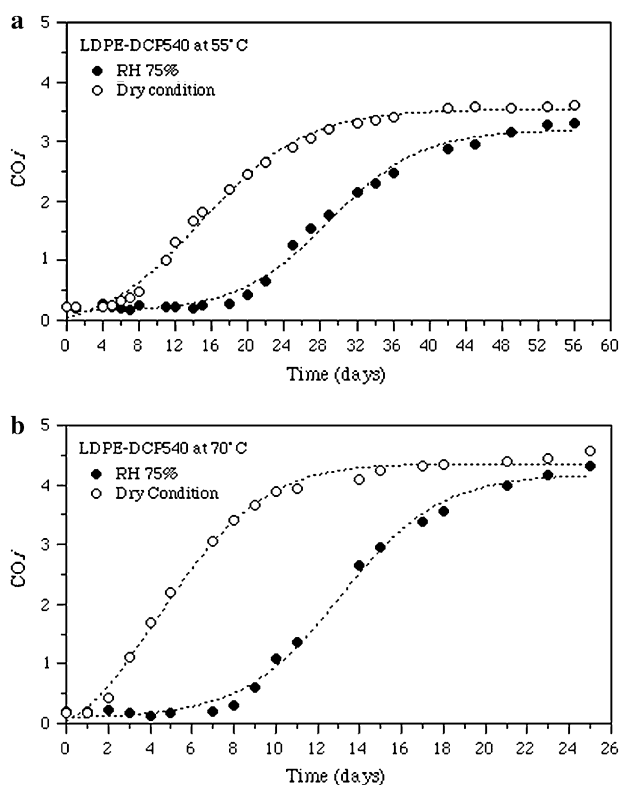 a
5
LDPE-DCP540 at 55°C
RH 75%
Dry condition
4
3
COi
2
1
0
0 4 8 12 16 20 24 28 32 36 40 44 48 52 56 60
Time (days)
b
5
LDPE-DCP540 at 70°C
RH 75%
Dry Condition
4
3
COi
2
1
0
0 2 4 6 8 10 12 14 16 18 20 22 24 26
Time (days)